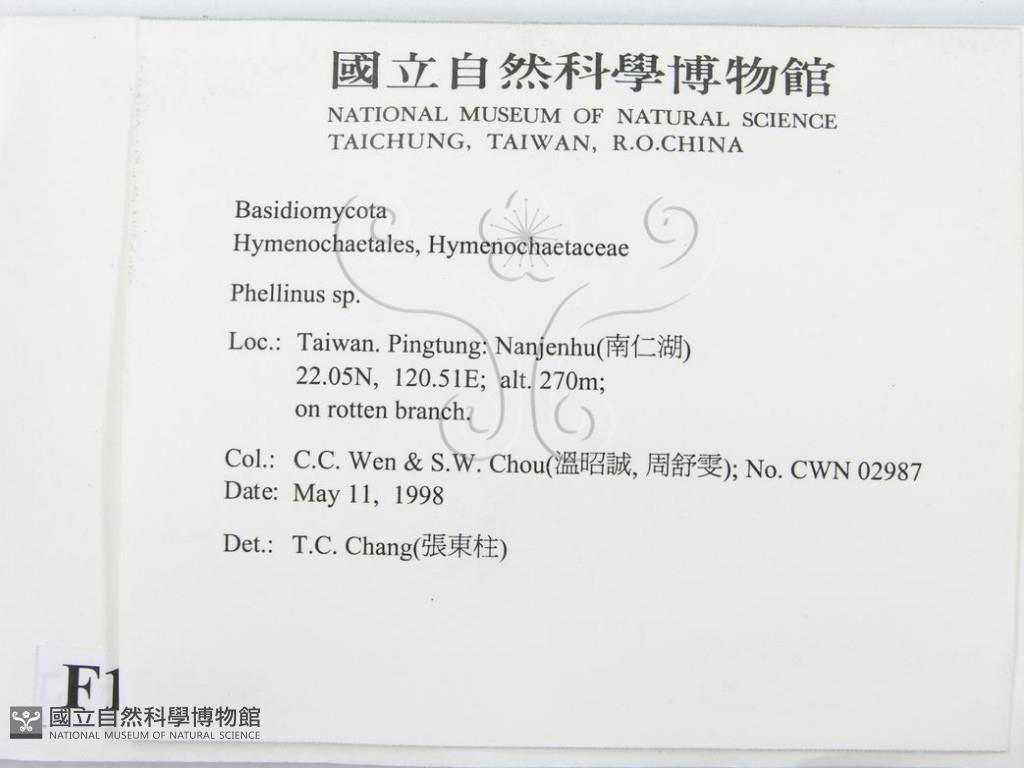 國立自然科學博物館
NATIONAL MUSEUM OF NATURAL SCIENCE
TAICHUNG, TAIWAN, R.O.CHINA
Basidiomycota
Hymenochaetales, Hymenochaetaceae
Phellinus sp.
Loc.: Taiwan. Pingtung: Nanjenhu(南仁湖)
22.05N, 120.51E; alt. 270m;
on rotten branch.
Col.: C.C. Wen & S.W. Chou(溫昭誠, 周舒雯); No. CWN 02987
Date: May 11, 1998
Det.: T.C. Chang(張東柱)
F1
國立自然科學博物館
NATIONAL MUSEUM OF NATURAL SCIENCE